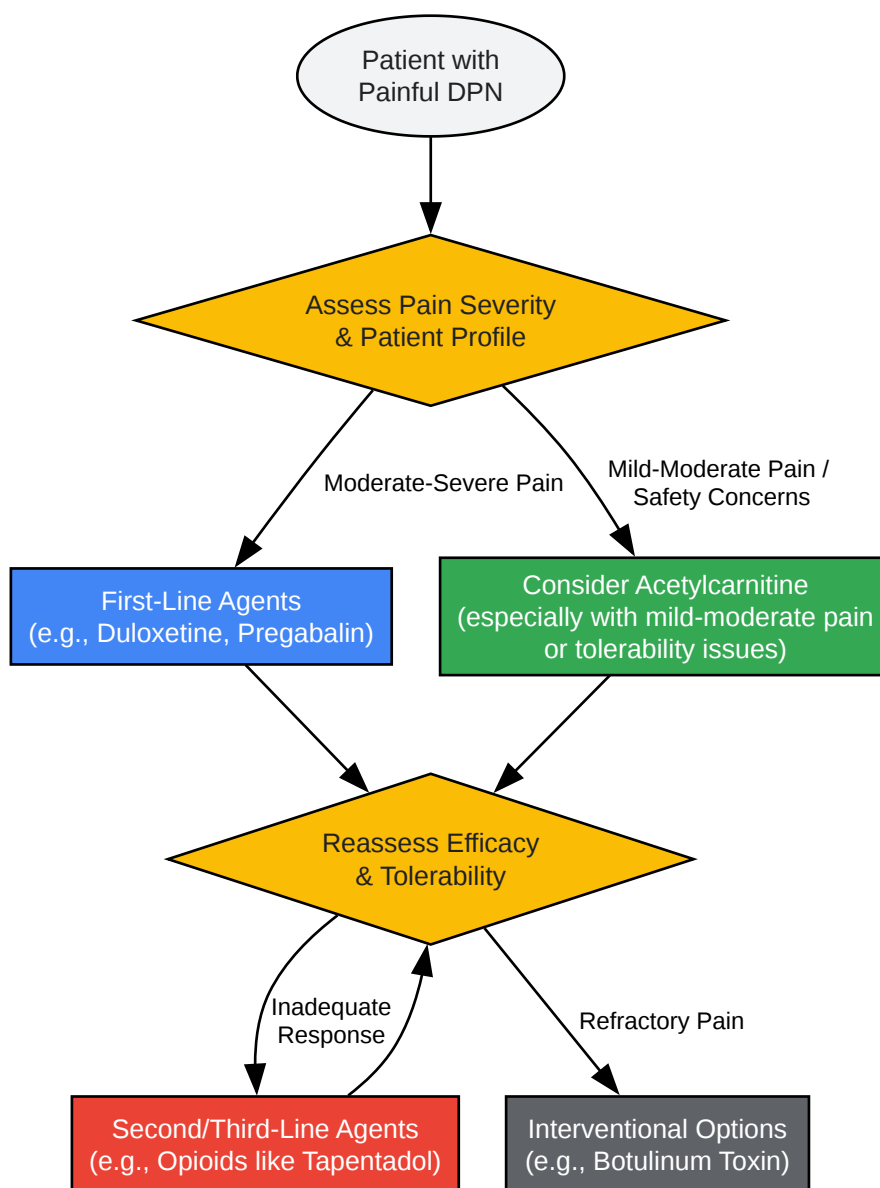 Patient with
Painful DPN
Assess Pain Severity
& Patient Profile
Moderate-Severe Pain
Mild-Moderate Pain /
Safety Concerns
First-Line Agents
(e.g., Duloxetine, Pregabalin)
Consider Acetylcarnitine
(especially with mild-moderate pain
or tolerability issues)
Reassess Efficacy
& Tolerability
Inadequate
Response
Refractory Pain
Second/Third-Line Agents
(e.g., Opioids like Tapentadol)
Interventional Options
(e.g., Botulinum Toxin)